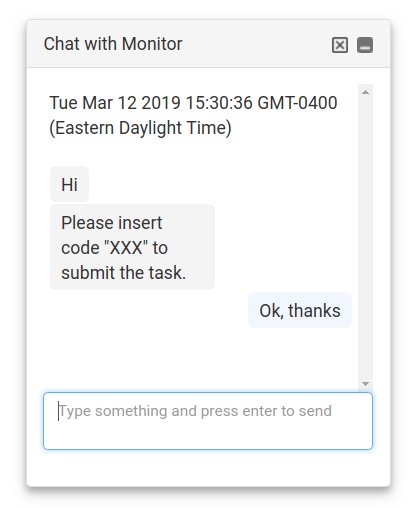 Chat with Monitor
Tue Mar 12 2019 15:30:36 GMT-0400
(Eastern Daylight Time)
Hi
Please insert
code "XXX" to
submit the task.
Ok, thanks
Type something and press enter to send